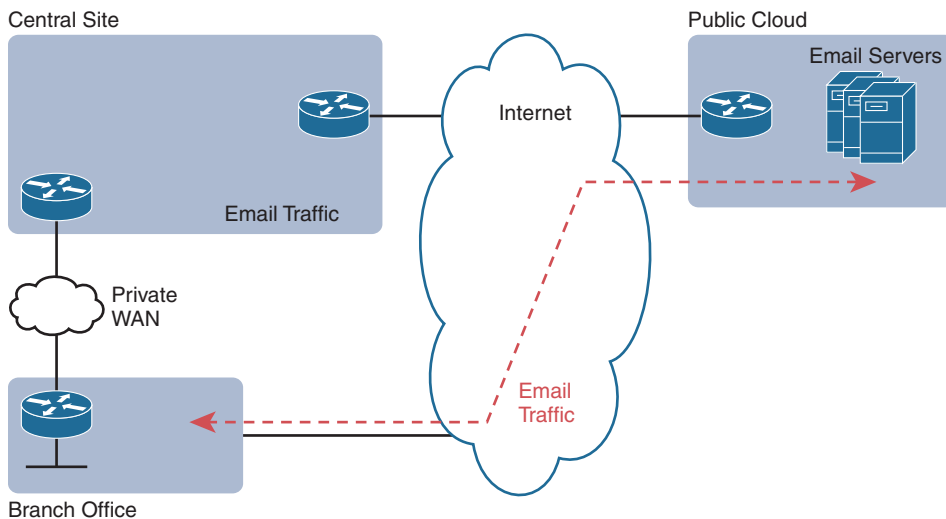 Central Site
Public Cloud
Email Servers
Internet
Email Traffic
Private
WAN
Email
Traffic
Branch Office